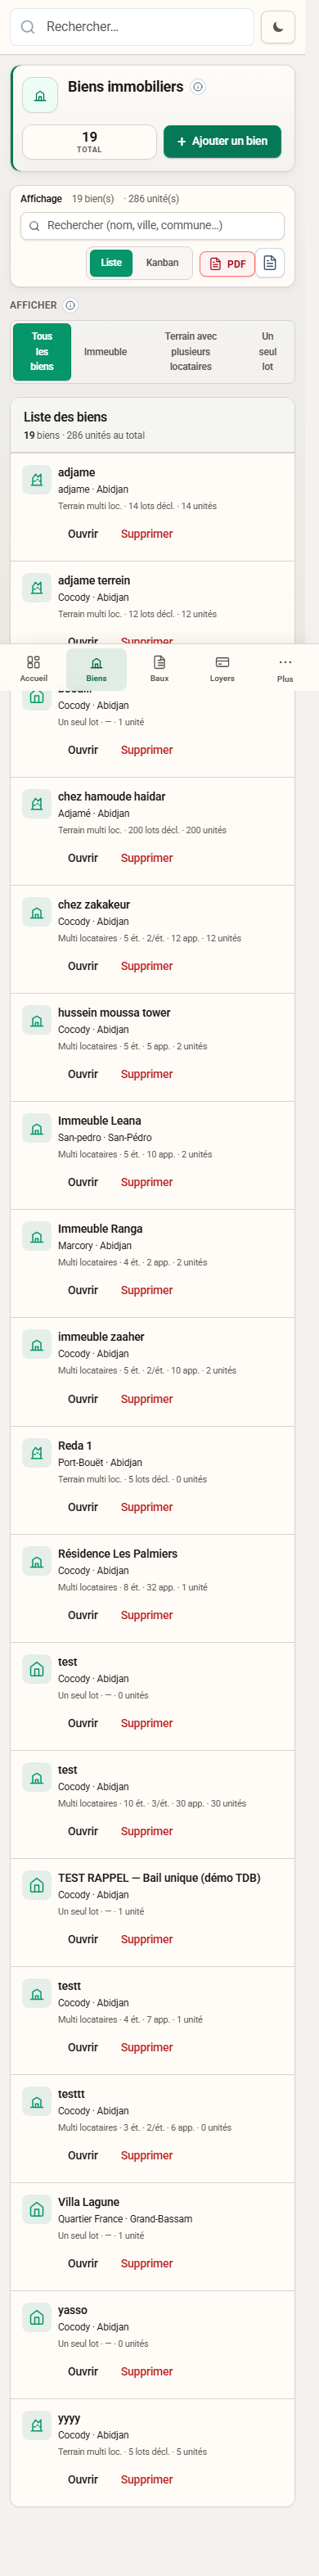 Rechercher...
Biens immobiliers
19
TOTAL
+ Ajouter un bien
Affichage 19 bien(s) · 286 unité(s)
Rechercher (nom, ville, commune...)
Liste Kanban PDF
AFFICHER
Tous les biens
Immeuble
Terrain avec plusieurs locataires
Un seul lot
Liste des biens
19 biens · 286 unités au total
adjame
adjame · Abidjan
Terrain multi loc. · 14 lots décl. · 14 unités
Ouvrir Supprimer
adjame terrein
Cocody · Abidjan
Terrain multi loc. · 12 lots décl. · 12 unités
Ouvrir Supprimer
Accueil Biens Baux Loyers Plus
Cocody · Abidjan
Un seul lot · — · 1 unité
Ouvrir Supprimer
chez hamoude haidar
Adjamé · Abidjan
Terrain multi loc. · 200 lots décl. · 200 unités
Ouvrir Supprimer
chez zakakeur
Cocody · Abidjan
Multi locataires · 5 ét. · 2/ét. · 12 app. · 12 unités
Ouvrir Supprimer
hussein moussa tower
Cocody · Abidjan
Multi locataires · 5 ét. · 5 app. · 2 unités
Ouvrir Supprimer
Immeuble Leana
San-pedro · San-Pédro
Multi locataires · 5 ét. · 10 app. · 2 unités
Ouvrir Supprimer
Immeuble Ranga
Marcory · Abidjan
Multi locataires · 4 ét. · 2 app. · 2 unités
Ouvrir Supprimer
immeuble zaaher
Cocody · Abidjan
Multi locataires · 5 ét. · 2/ét. · 10 app. · 2 unités
Ouvrir Supprimer
Reda 1
Port-Bouët · Abidjan
Terrain multi loc. · 5 lots décl. · 0 unités
Ouvrir Supprimer
Résidence Les Palmiers
Cocody · Abidjan
Multi locataires · 8 ét. · 32 app. · 1 unité
Ouvrir Supprimer
test
Cocody · Abidjan
Un seul lot · — · 0 unités
Ouvrir Supprimer
test
Cocody · Abidjan
Multi locataires · 10 ét. · 3/ét. · 30 app. · 30 unités
Ouvrir Supprimer
TEST RAPPEL — Bail unique (démo TDB)
Cocody · Abidjan
Un seul lot · — · 1 unité
Ouvrir Supprimer
testt
Cocody · Abidjan
Multi locataires · 4 ét. · 7 app. · 1 unité
Ouvrir Supprimer
testtt
Cocody · Abidjan
Multi locataires · 3 ét. · 2/ét. · 6 app. · 0 unités
Ouvrir Supprimer
Villa Lagune
Quartier France · Grand-Bassam
Un seul lot · — · 1 unité
Ouvrir Supprimer
yasso
Cocody · Abidjan
Un seul lot · — · 0 unités
Ouvrir Supprimer
yyyy
Cocody · Abidjan
Terrain multi loc. · 5 lots décl. · 5 unités
Ouvrir Supprimer